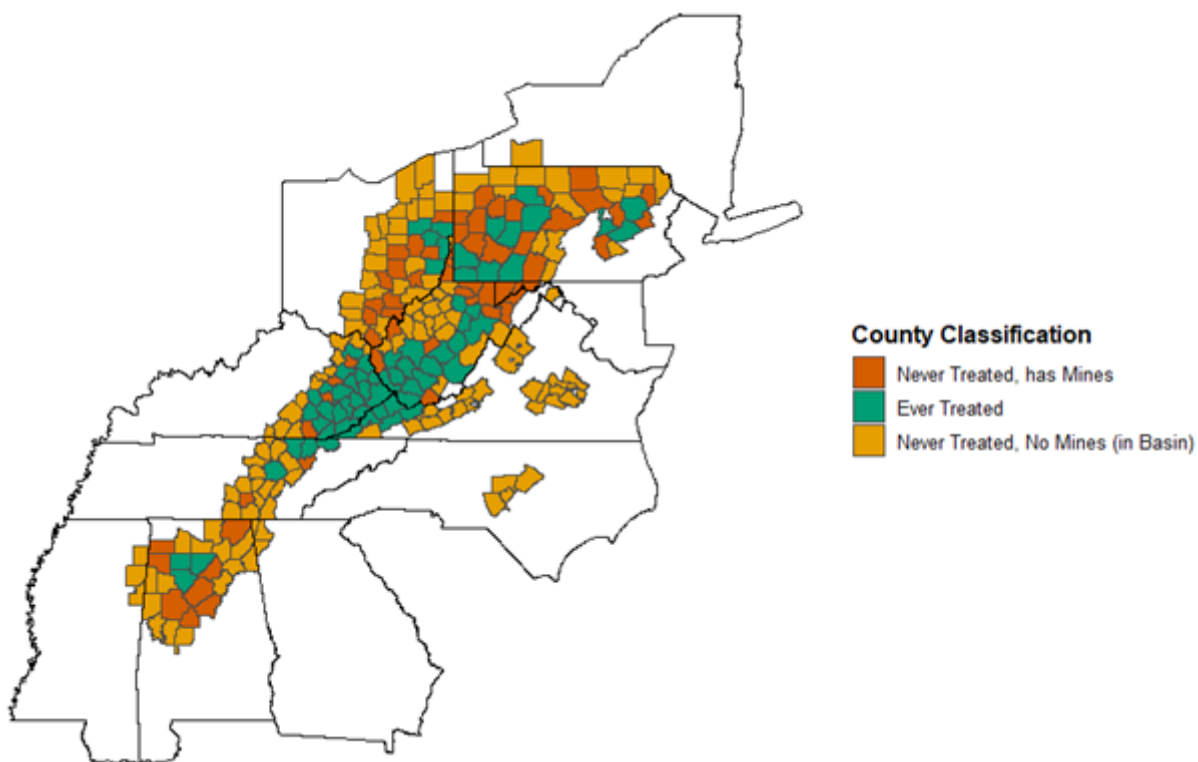 County Classification
Never Treated, has Mines
Ever Treated
Never Treated, No Mines (in Basin)